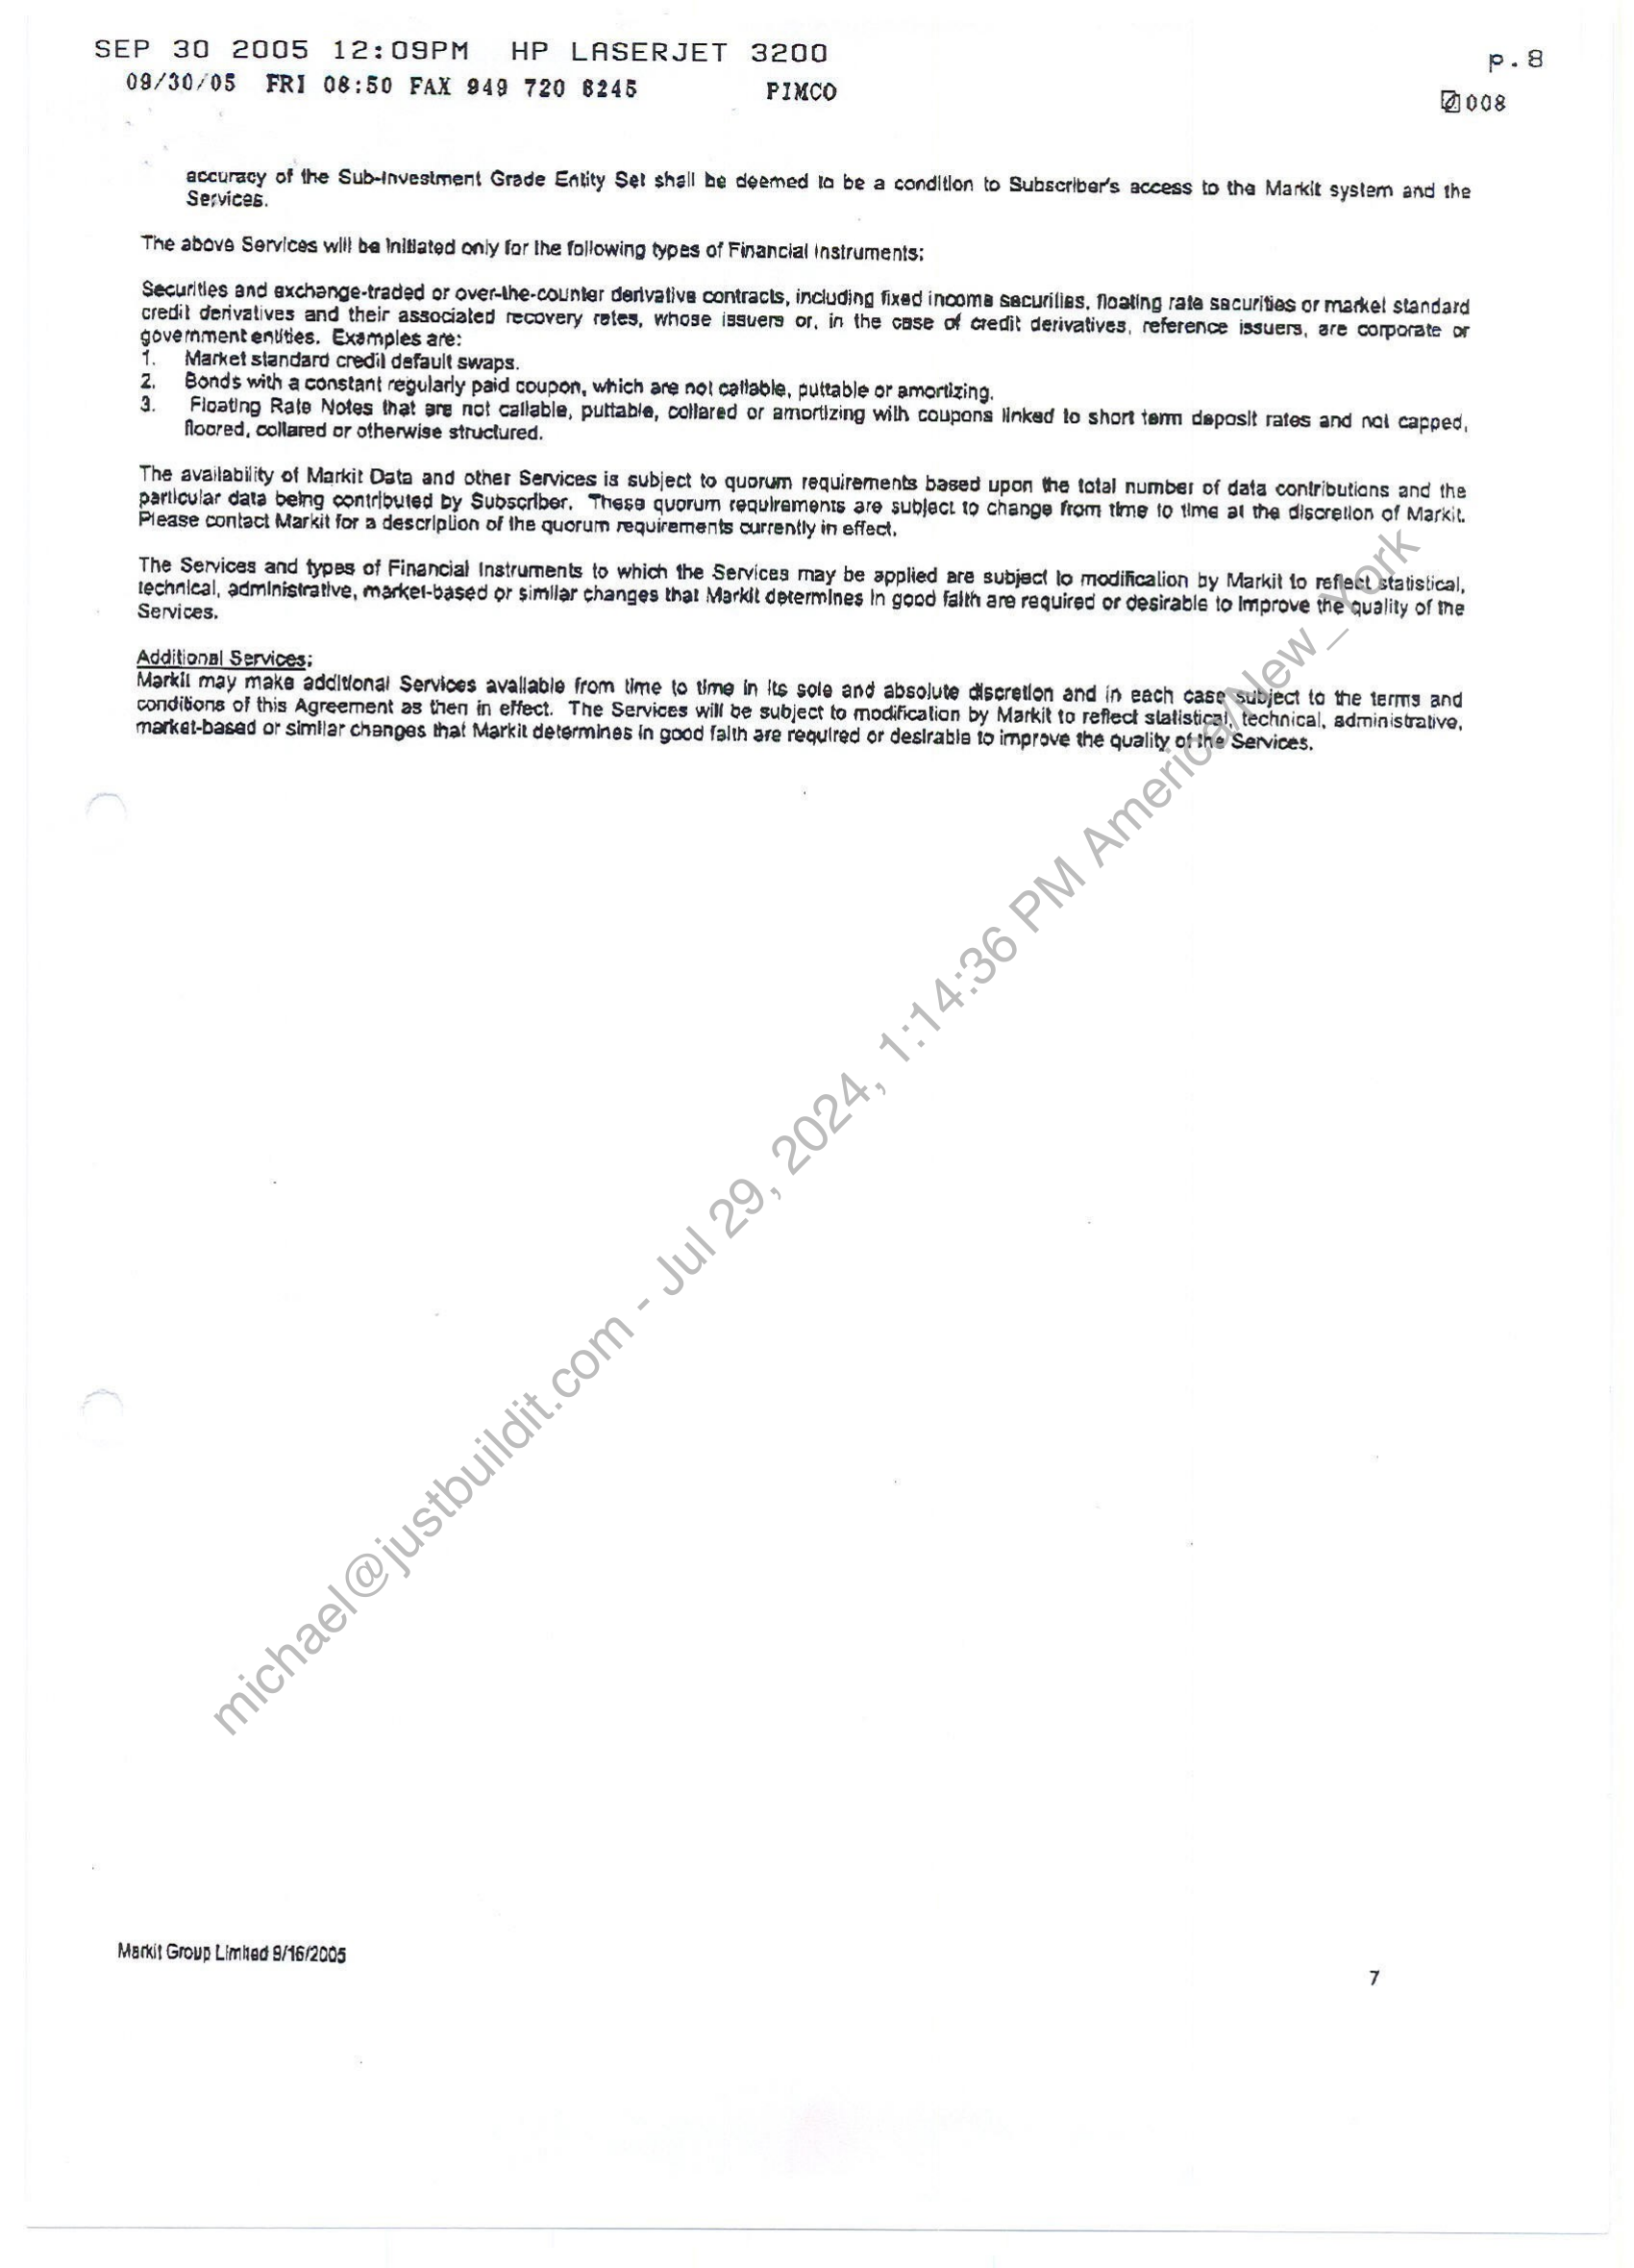 SEP 30 2005 12:09PM HP LASERJET 3200
p.8
09/30/05 FRI 08:50 FAX 949 720 6245 PIMCO
008
accuracy of the Sub-Investment Grade Entity Set shall be deemed to be a condition to Subscriber's access to the Markit system and the
Services.
The above Services will be initiated only for the following types of Financial Instruments:
Securities and exchange-traded or over-the-counter derivative contracts, including fixed income securities, floating rate securities or market standard
credit derivatives and their associated recovery rates, whose issuers or, in the case of credit derivatives, reference issuers, are corporate or
government entities. Examples are:
1. Market standard credit default swaps.
2. Bonds with a constant regularly paid coupon, which are not callable, puttable or amortizing.
3. Floating Rate Notes that are not callable, puttable, collared or amortizing with coupons linked to short term deposit rates and not capped,
floored, collared or otherwise structured.
The availability of Markit Data and other Services is subject to quorum requirements based upon the total number of data contributions and the
particular data being contributed by Subscriber. These quorum requirements are subject to change from time to time at the discretion of Markit.
Please contact Markit for a description of the quorum requirements currently in effect.
The Services and types of Financial Instruments to which the Services may be applied are subject to modification by Markit to reflect statistical,
technical, administrative, market-based or similar changes that Markit determines in good faith are required or desirable to improve the quality of the
Services.
Additional Services:
Markit may make additional Services available from time to time in its sole and absolute discretion and in each case subject to the terms and
conditions of this Agreement as then in effect. The Services will be subject to modification by Markit to reflect statistical, technical, administrative,
market-based or similar changes that Markit determines in good faith are required or desirable to improve the quality of the Services.
michael@justbuildit.com - Jul 29, 2024, 1:14:36 PM America/New_York
Markit Group Limited 9/16/2005
7